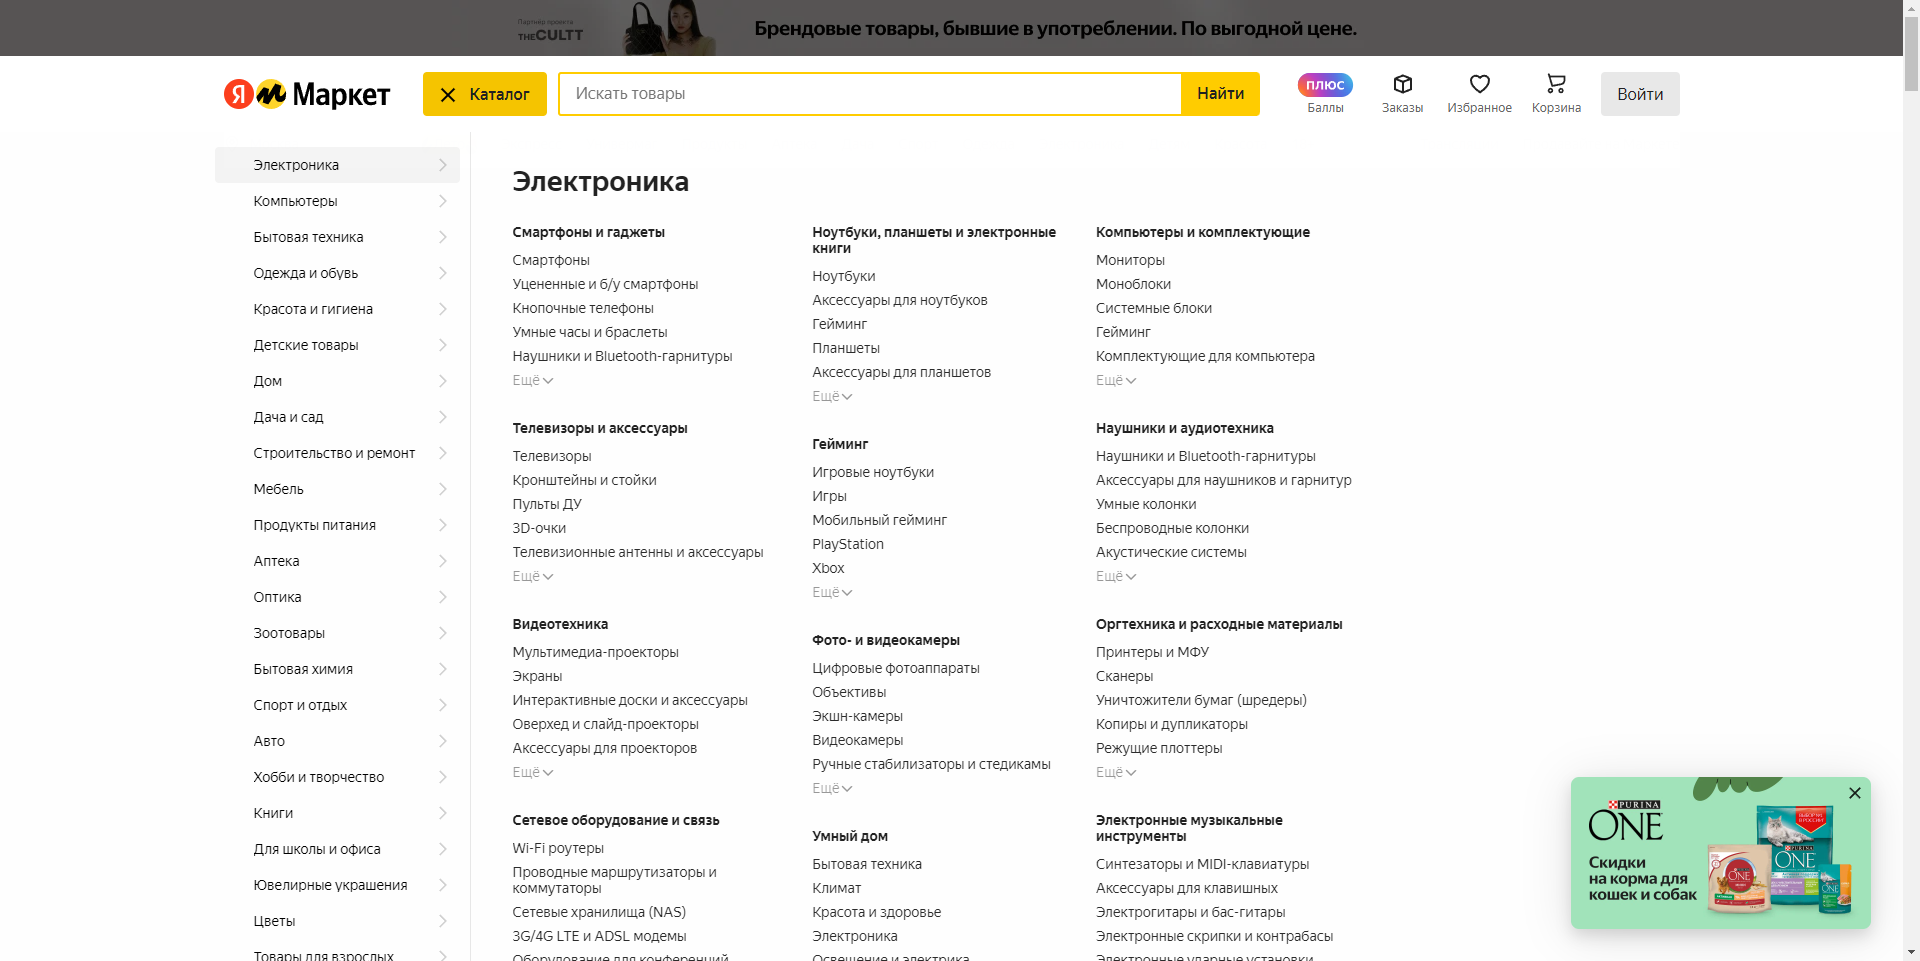 Партнёр проекта
THECULTT
Брендовые товары, бывшие в употреблении. По выгодной цене.
Я м Маркет
Каталог
Искать товары
Найти
ПЛЮС
Баллы
Заказы
Избранное
Корзина
Войти
Электроника
Компьютеры
Бытовая техника
Одежда и обувь
Красота и гигиена
Детские товары
Дом
Дача и сад
Строительство и ремонт
Мебель
Продукты питания
Аптека
Оптика
Зоотовары
Бытовая химия
Спорт и отдых
Авто
Хобби и творчество
Книги
Для школы и офиса
Ювелирные украшения
Цветы
Товары для взрослых
Электроника
Смартфоны и гаджеты
Смартфоны
Уцененные и б/у смартфоны
Кнопочные телефоны
Умные часы и браслеты
Наушники и Bluetooth-гарнитуры
Ещё
Телевизоры и аксессуары
Телевизоры
Кронштейны и стойки
Пульты ДУ
3D-очки
Телевизионные антенны и аксессуары
Ещё
Видеотехника
Мультимедиа-проекторы
Экраны
Интерактивные доски и аксессуары
Оверхед и слайд-проекторы
Аксессуары для проекторов
Ещё
Сетевое оборудование и связь
Wi-Fi роутеры
Проводные маршрутизаторы и
коммутаторы
Сетевые хранилища (NAS)
3G/4G LTE и ADSL модемы
Оборудование для конференций
Ноутбуки, планшеты и электронные
книги
Ноутбуки
Аксессуары для ноутбуков
Гейминг
Планшеты
Аксессуары для планшетов
Ещё
Гейминг
Игровые ноутбуки
Игры
Мобильный гейминг
PlayStation
Xbox
Ещё
Фото- и видеокамеры
Цифровые фотоаппараты
Объективы
Экшн-камеры
Видеокамеры
Ручные стабилизаторы и стедикамы
Ещё
Умный дом
Бытовая техника
Климат
Красота и здоровье
Электроника
Освещение и электрика
Компьютеры и комплектующие
Мониторы
Моноблоки
Системные блоки
Гейминг
Комплектующие для компьютера
Ещё
Наушники и аудиотехника
Наушники и Bluetooth-гарнитуры
Аксессуары для наушников и гарнитур
Умные колонки
Беспроводные колонки
Акустические системы
Ещё
Оргтехника и расходные материалы
Принтеры и МФУ
Сканеры
Уничтожители бумаг (шредеры)
Копиры и дупликаторы
Режущие плоттеры
Ещё
Электронные музыкальные
инструменты
Синтезаторы и MIDI-клавиатуры
Аксессуары для клавишных
Электрогитары и бас-гитары
Электронные скрипки и контрабасы
Электронные ударные установки
PURINA
ONE
Скидки
на корма для
кошек и собак
PURINA
ONE
ONE
ONE